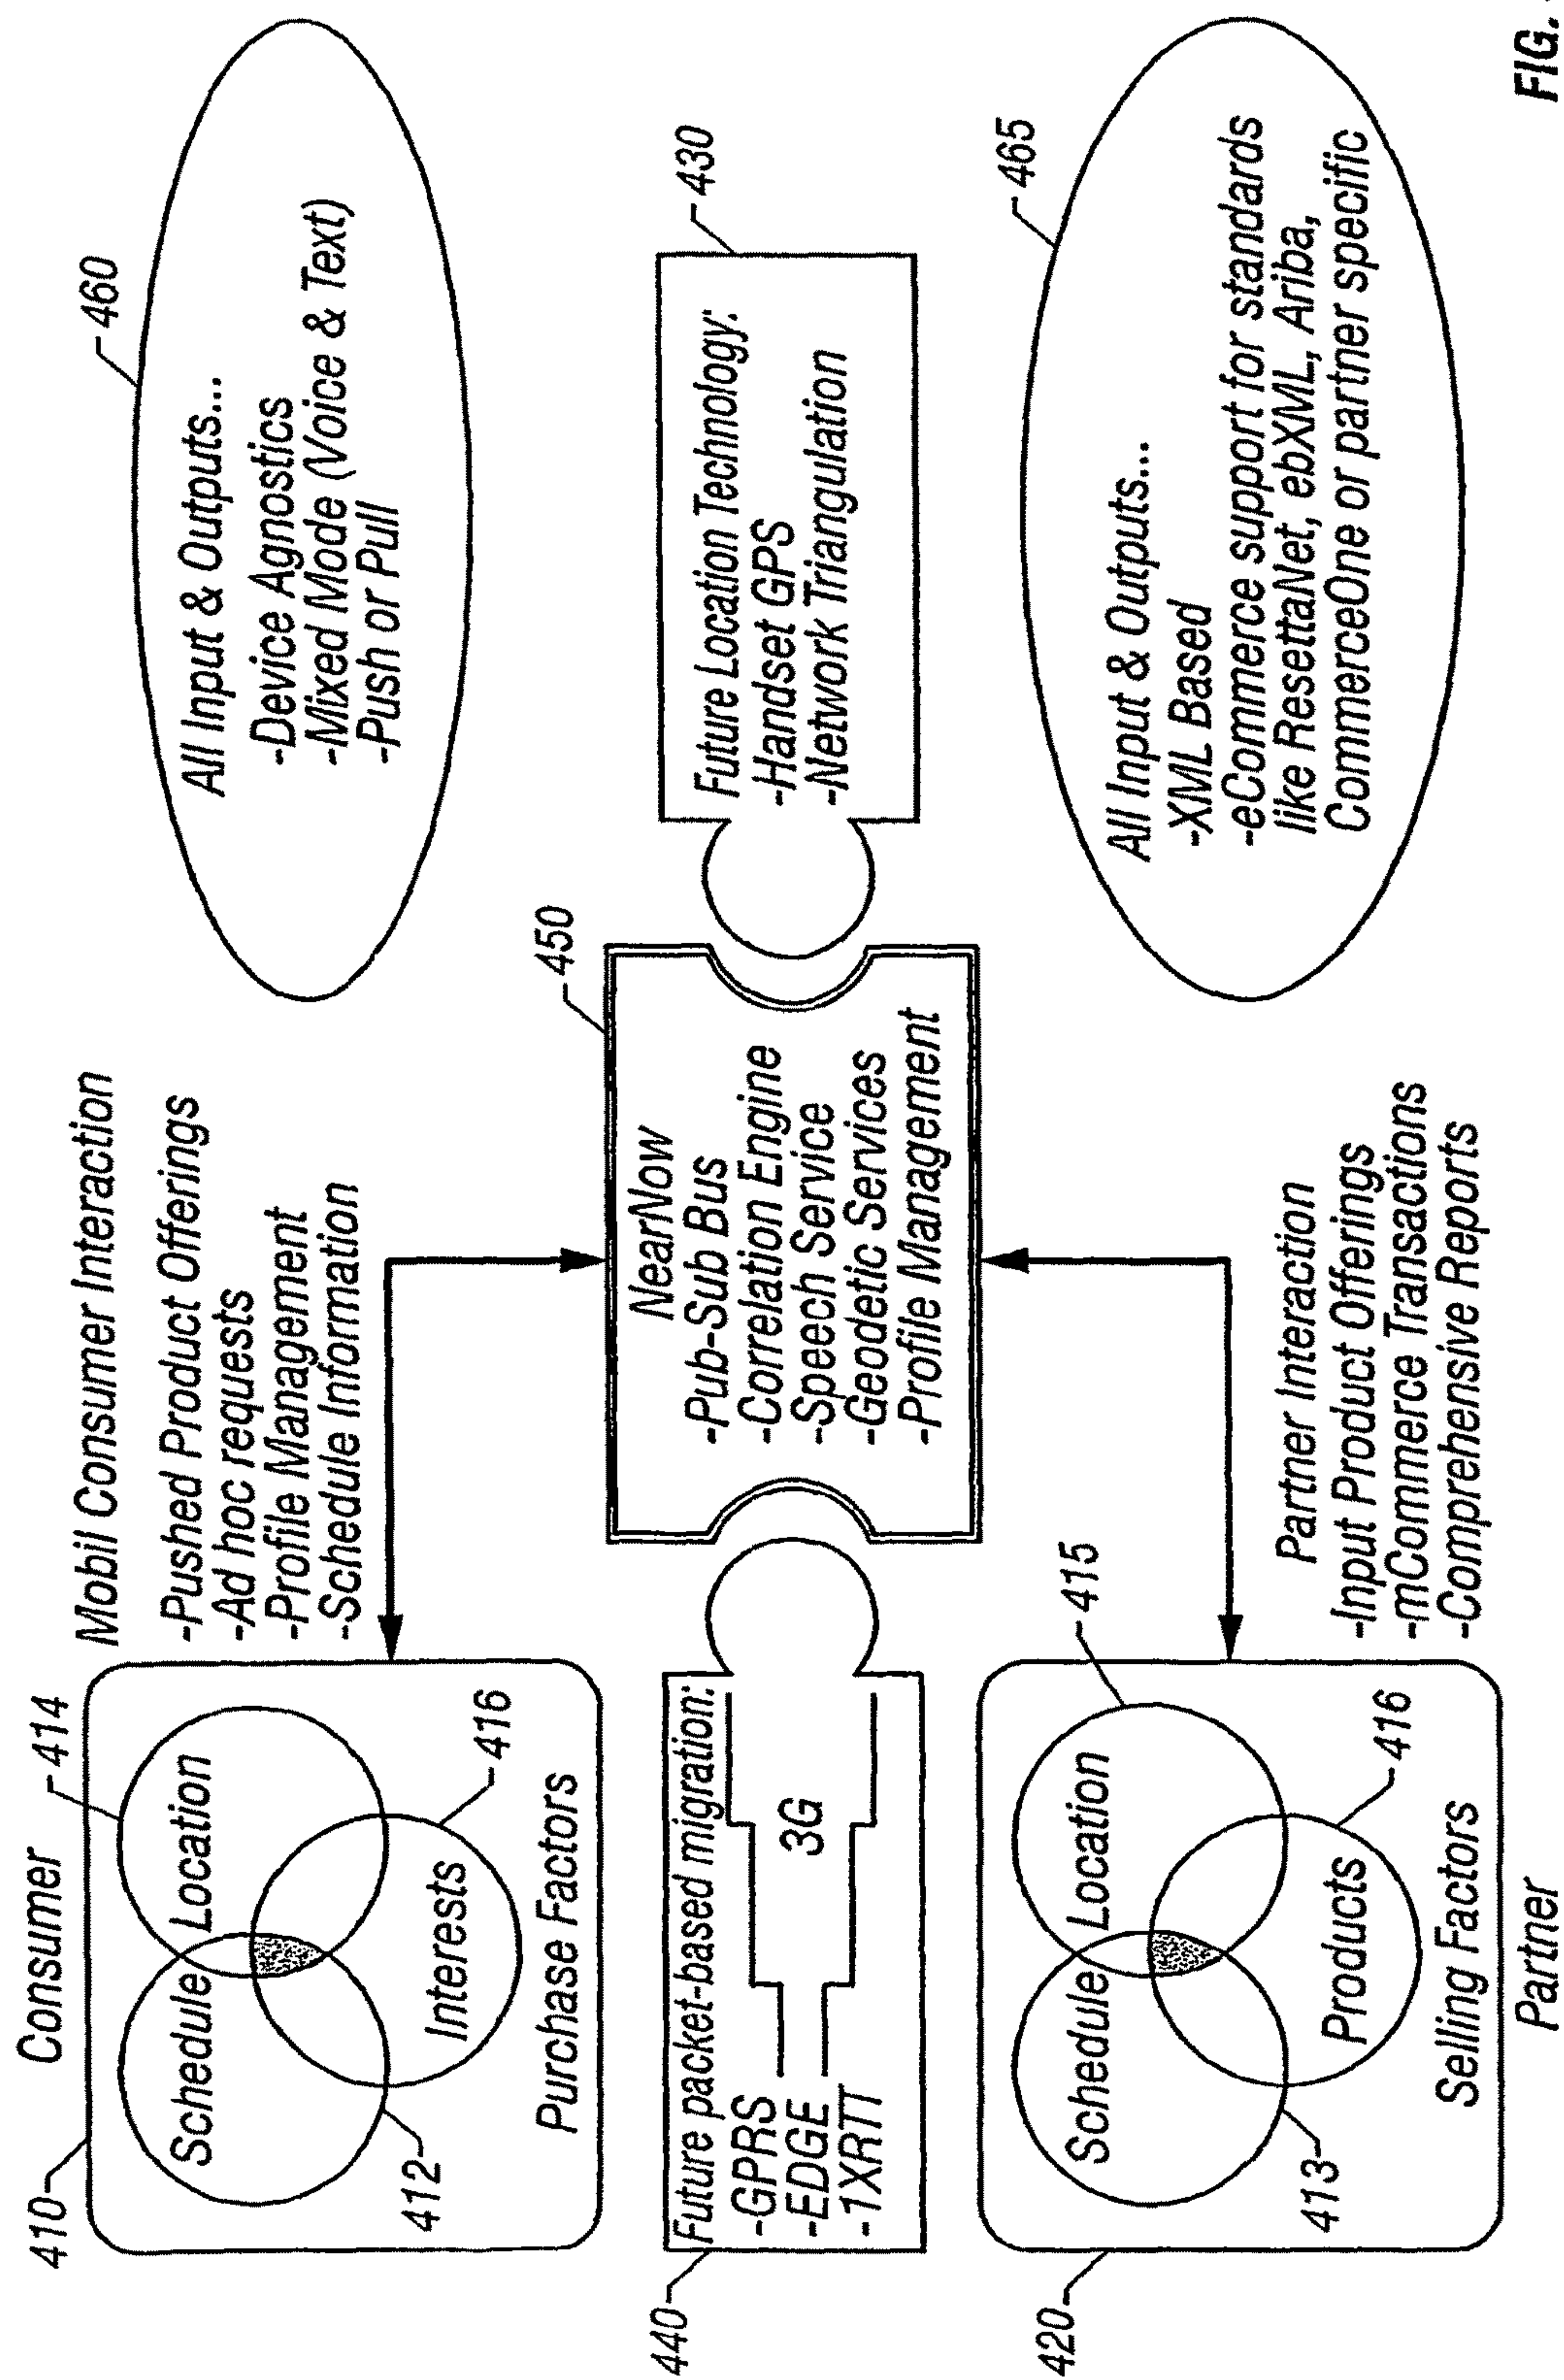 410
Consumer
414
Schedule
Location
Interests
412
416
Purchase Factors
Mobil Consumer Interaction
-Pushed Product Offerings
-Ad hoc requests
-Profile Management
-Schedule Information
460
All Input & Outputs...
-Device Agnostics
-Mixed Mode (Voice & Text)
-Push or Pull
440
Future packet-based migration:
-GPRS
-EDGE
-1XRTT
3G
450
NearNow
-Pub-Sub Bus
-Correlation Engine
-Speech Service
-Geodetic Services
-Profile Management
430
Future Location Technology:
-Handset GPS
-Network Triangulation
420
415
Schedule
Location
Products
413
416
Selling Factors
Partner
Partner Interaction
-Input Product Offerings
-mCommerce Transactions
-Comprehensive Reports
465
All Input & Outputs...
-XML Based
-eCommerce support for standards
like ResettaNet, ebXML, Ariba,
CommerceOne or partner specific
FIG.